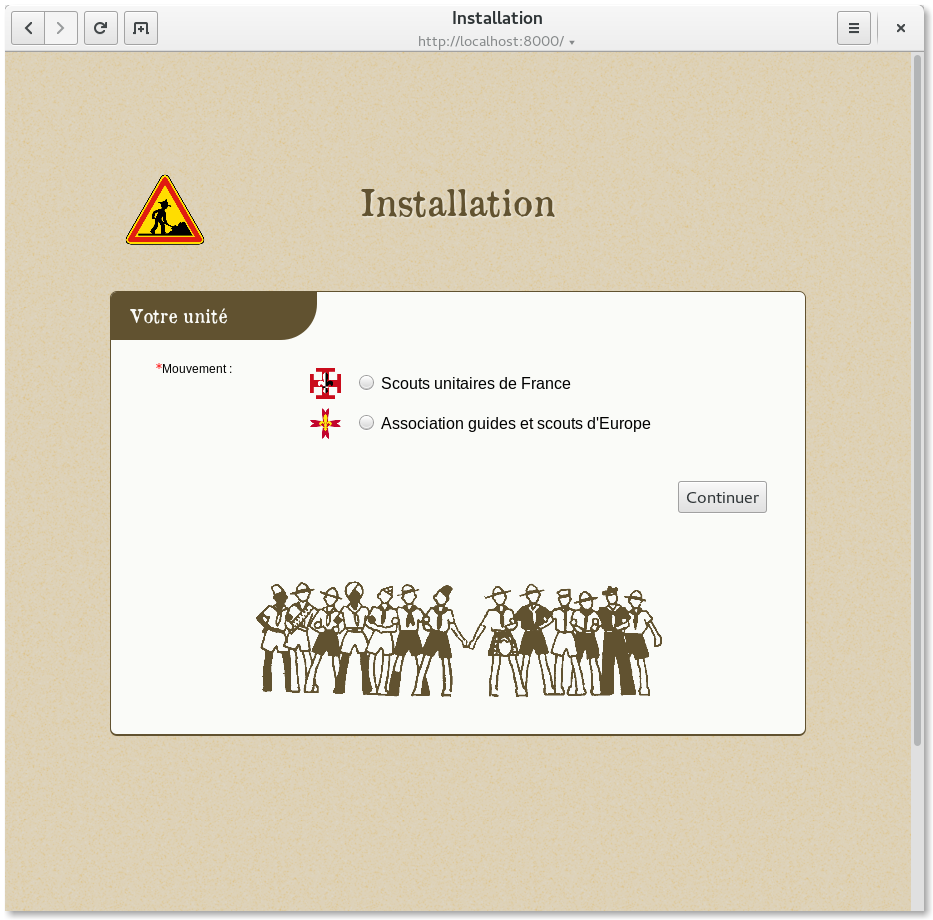 Installation
http://localhost:8000/
Installation
Votre unité
*Mouvement :
Scouts unitaires de France
Association guides et scouts d'Europe
Continuer